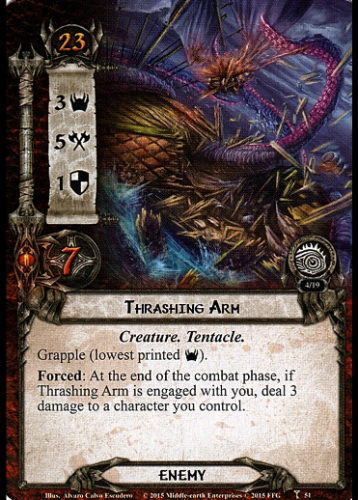 23
3
5
1
7
4/19
THRASHING ARM
Creature. Tentacle.
Grapple (lowest printed ).
Forced: At the end of the combat phase, if
Thrashing Arm is engaged with you, deal 3
damage to a character you control.
ENEMY
Illus. Alvaro Calvo Escudero © 2015 Middle-earth Enterprises © 2015 FFG 51